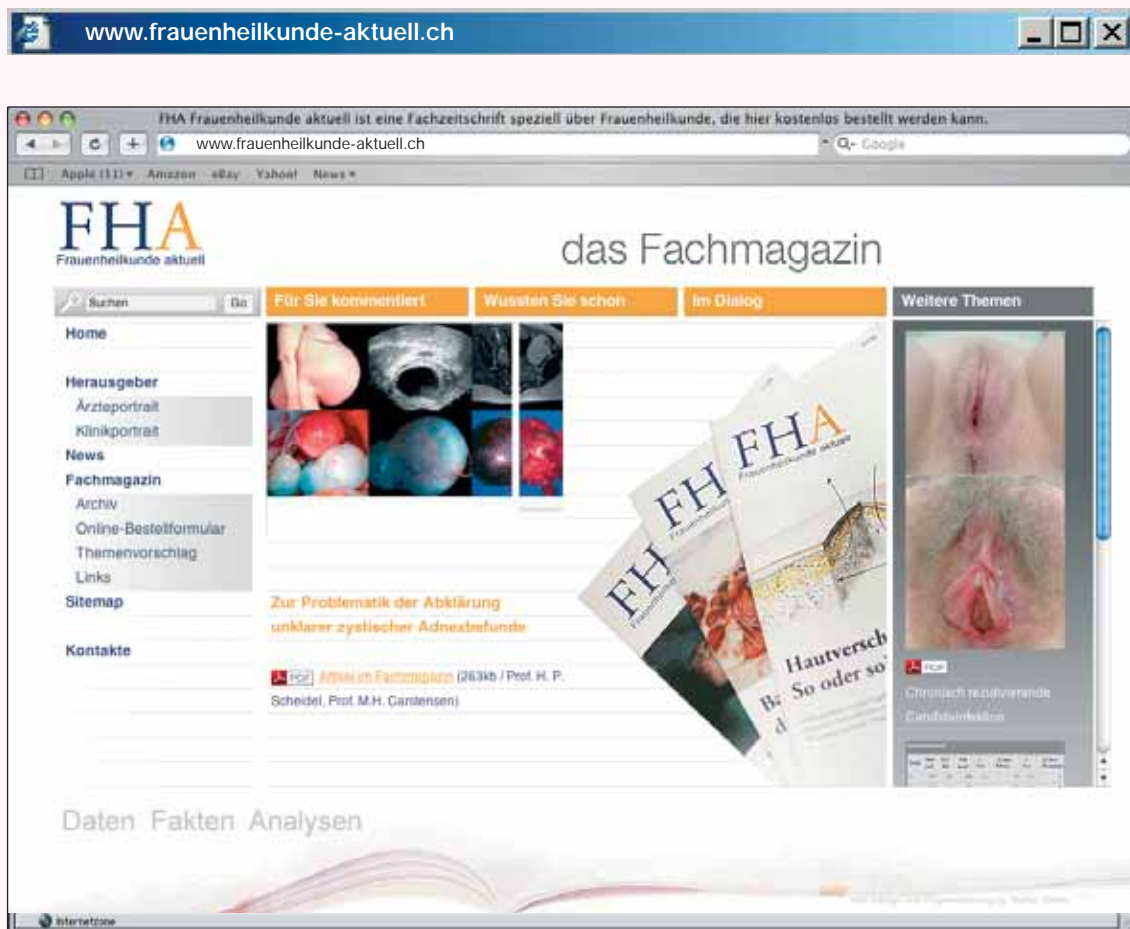 www.frauenheilkunde-aktuell.ch
FHA Frauenheilkunde aktuell ist eine Fachzeitschrift speziell über Frauenheilkunde, die hier kostenlos bestellt werden kann.
www.frauenheilkunde-aktuell.ch
Google
Apple (11) Amazon eBay Yahoo! News
FHA
Frauenheilkunde aktuell
das Fachmagazin
Suchen
Go
Für Sie kommentiert
Wussten Sie schon
Im Dialog
Weitere Themen
Home
Herausgeber
Ärzteportrait
Klinikportrait
News
Fachmagazin
Archiv
Online-Bestellformular
Themenvorschlag
Links
Sitemap
Kontakte
Zur Problematik der Abklärung
unklarer zystischer Adnexbefunde
PDF Artikel im Fachmagazin (263kb / Prof. H. P.
Scheidel, Prof. M.H. Carstensen)
FHA
Frauenheilkunde aktuell
FH
FH
Hautversch
So oder so
PDF
Chronisch rezidivierende
Candidainfektion
Daten Fakten Analysen
Internetzone